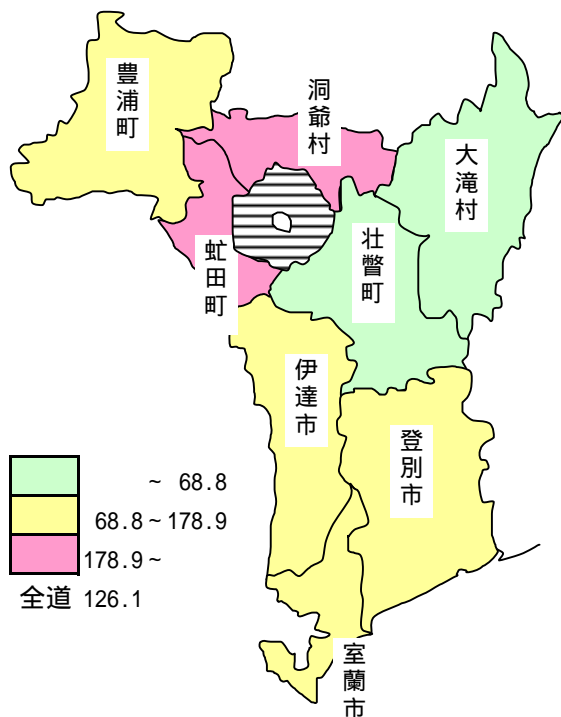 豊浦町
洞爺村
大滝村
虻田町
壮瞥町
伊達市
登別市
~ 68.8
68.8 ~ 178.9
178.9 ~
全道 126.1
室蘭市